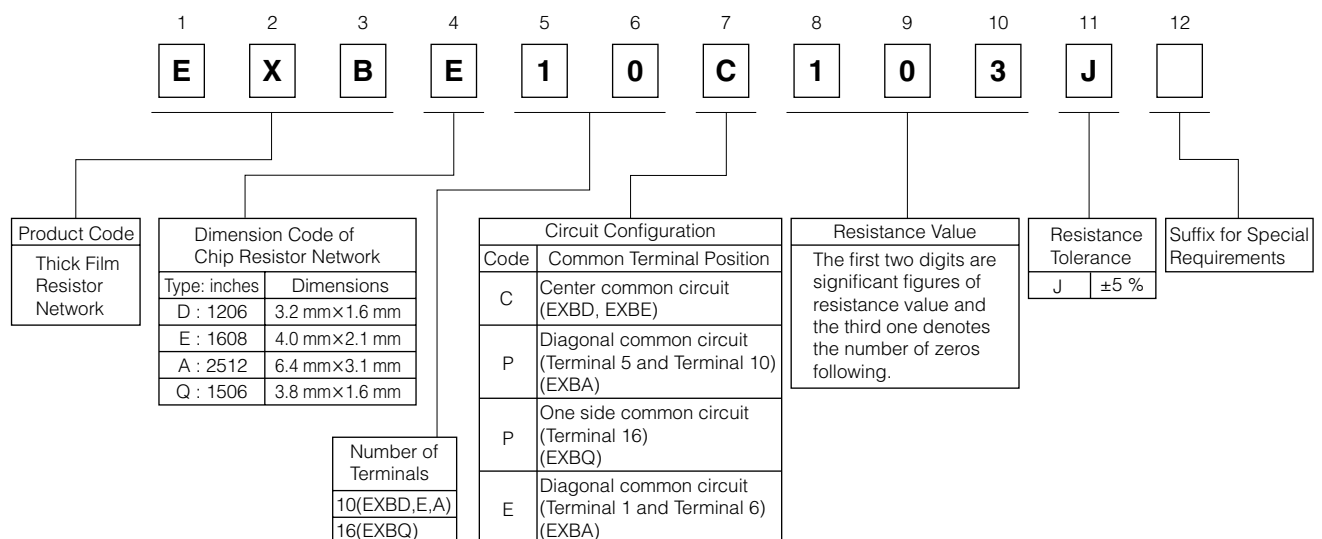 1 2 3 4 5 6 7 8 9 10 11 12
E X B E 1 0 C 1 0 3 J
Product Code
Thick Film
Resistor
Network
Dimension Code of
Chip Resistor Network
Type: inches Dimensions
D : 1206 3.2 mm×1.6 mm
E : 1608 4.0 mm×2.1 mm
A : 2512 6.4 mm×3.1 mm
Q : 1506 3.8 mm×1.6 mm
Number of
Terminals
10(EXBD,E,A)
16(EXBQ)
Circuit Configuration
Code Common Terminal Position
C Center common circuit
(EXBD, EXBE)
P Diagonal common circuit
(Terminal 5 and Terminal 10)
(EXBA)
P One side common circuit
(Terminal 16)
(EXBQ)
E Diagonal common circuit
(Terminal 1 and Terminal 6)
(EXBA)
Resistance Value
The first two digits are
significant figures of
resistance value and
the third one denotes
the number of zeros
following.
Resistance
Tolerance
J ±5 %
Suffix for Special
Requirements